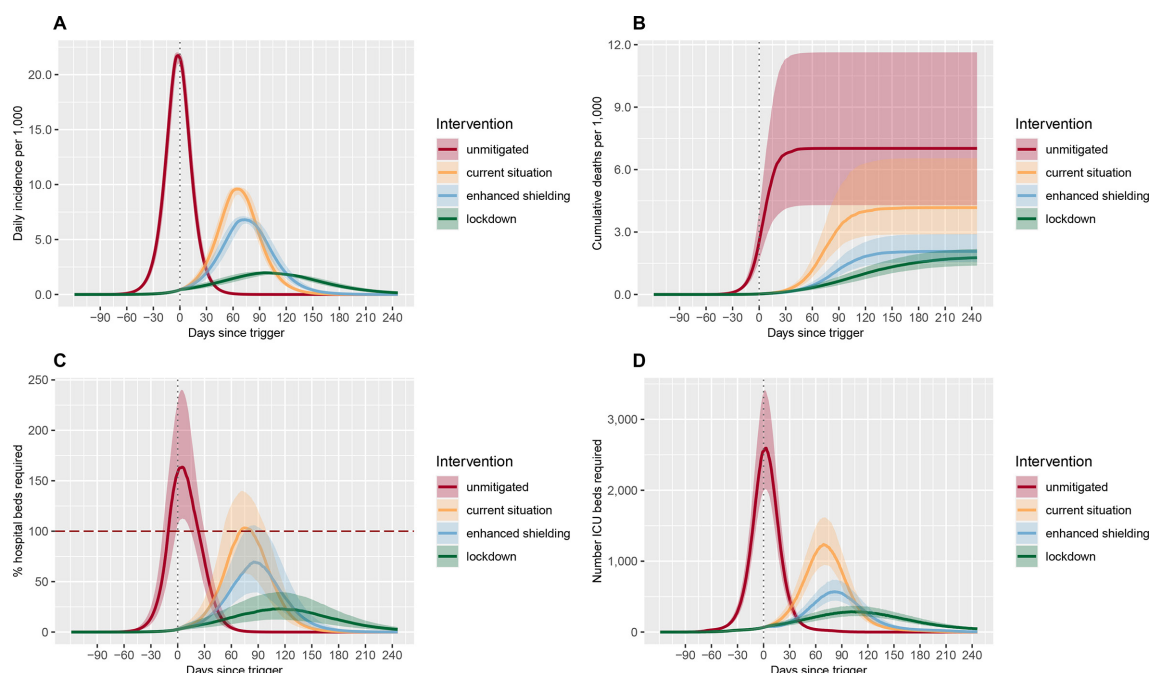 A
Daily incidence per 1,000
20.0
15.0
10.0
5.0
0.0
−90 −60 −30 0 30 60 90 120 150 180 210 240
Days since trigger
Intervention
unmitigated
current situation
enhanced shielding
lockdown
B
Cumulative deaths per 1,000
12.0
9.0
6.0
3.0
0.0
−90 −60 −30 0 30 60 90 120 150 180 210 240
Days since trigger
Intervention
unmitigated
current situation
enhanced shielding
lockdown
C
% hospital beds required
250
200
150
100
50
0
−90 −60 −30 0 30 60 90 120 150 180 210 240
Days since trigger
Intervention
unmitigated
current situation
enhanced shielding
lockdown
D
Number ICU beds required
3,000
2,000
1,000
0
−90 −60 −30 0 30 60 90 120 150 180 210 240
Days since trigger
Intervention
unmitigated
current situation
enhanced shielding
lockdown